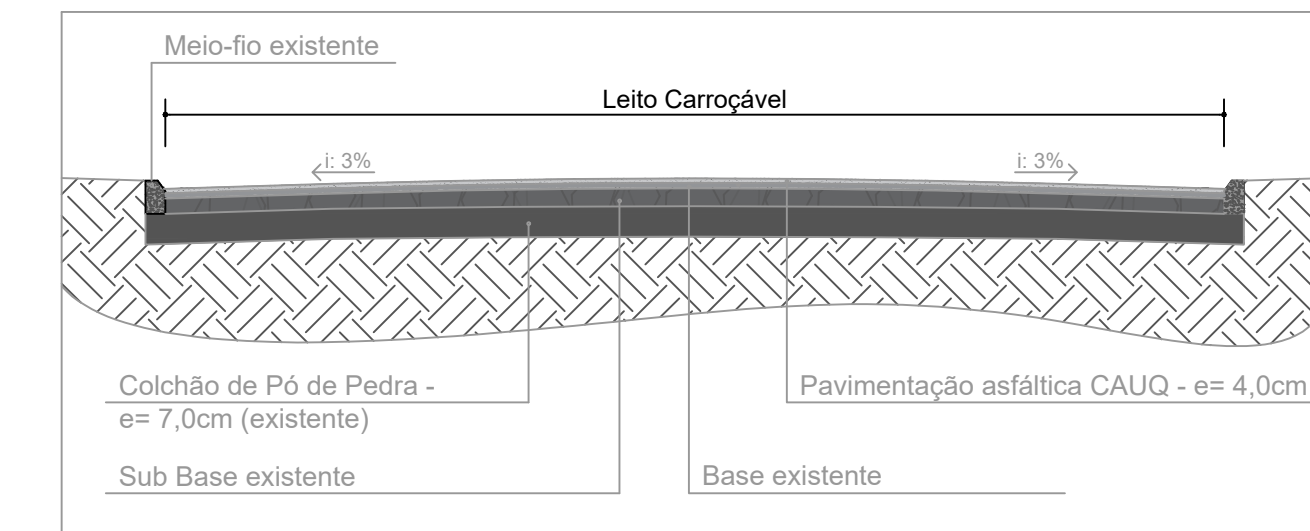 Meio-fio existente
Leito Carroçável
i: 3%
i: 3%
Colchão de Pó de Pedra -
e= 7,0cm (existente)
Pavimentação asfáltica CAUQ - e= 4,0cm
Sub Base existente
Base existente